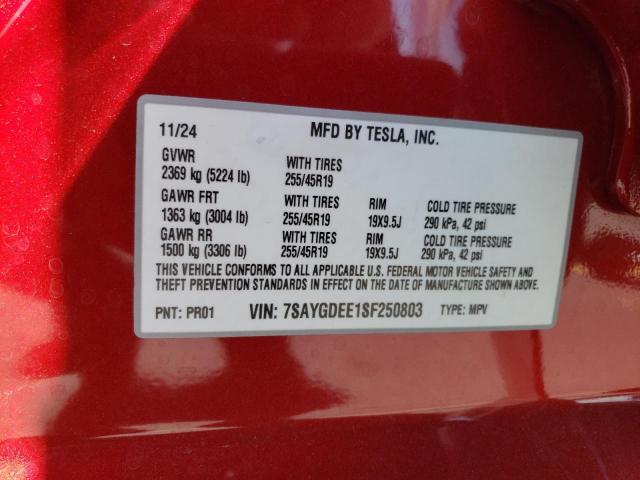 11/24 MFD BY TESLA, INC.
GVWR
2369 kg (5224 lb) WITH TIRES 255/45R19
GAWR FRT
1363 kg (3004 lb) WITH TIRES 255/45R19 RIM 19X9.5J COLD TIRE PRESSURE 290 kPa, 42 psi
GAWR RR
1500 kg (3306 lb) WITH TIRES 255/45R19 RIM 19X9.5J COLD TIRE PRESSURE 290 kPa, 42 psi
THIS VEHICLE CONFORMS TO ALL APPLICABLE U.S. FEDERAL MOTOR VEHICLE SAFETY AND
THEFT PREVENTION STANDARDS IN EFFECT ON THE DATE OF MANUFACTURE SHOWN ABOVE.
PNT: PR01 VIN: 7SAYGDEE1SF250803 TYPE: MPV